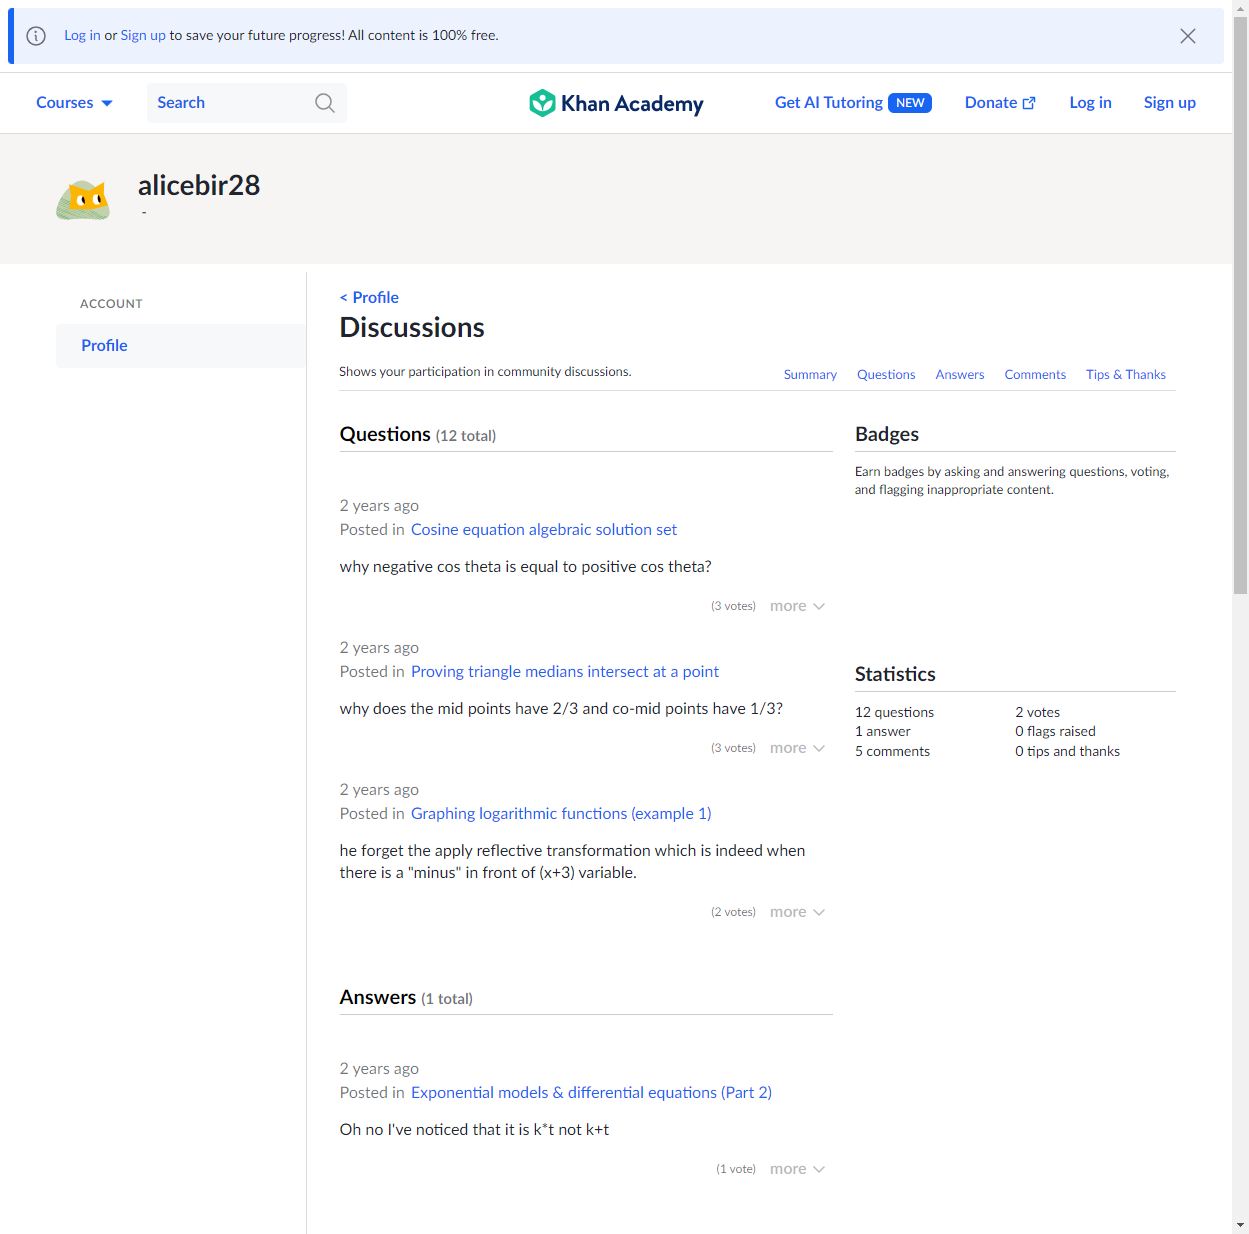 Log in or Sign up to save your future progress! All content is 100% free.
Courses
Search
Khan Academy
Get AI Tutoring NEW
Donate
Log in
Sign up
alicebir28
-
ACCOUNT
Profile
< Profile
Discussions
Shows your participation in community discussions.
Summary
Questions
Answers
Comments
Tips & Thanks
Questions (12 total)
2 years ago
Posted in Cosine equation algebraic solution set
why negative cos theta is equal to positive cos theta?
(3 votes) more
2 years ago
Posted in Proving triangle medians intersect at a point
why does the mid points have 2/3 and co-mid points have 1/3?
(3 votes) more
2 years ago
Posted in Graphing logarithmic functions (example 1)
he forget the apply reflective transformation which is indeed when
there is a "minus" in front of (x+3) variable.
(2 votes) more
Answers (1 total)
2 years ago
Posted in Exponential models & differential equations (Part 2)
Oh no I've noticed that it is k*t not k+t
(1 vote) more
Badges
Earn badges by asking and answering questions, voting,
and flagging inappropriate content.
Statistics
12 questions
2 votes
1 answer
0 flags raised
5 comments
0 tips and thanks